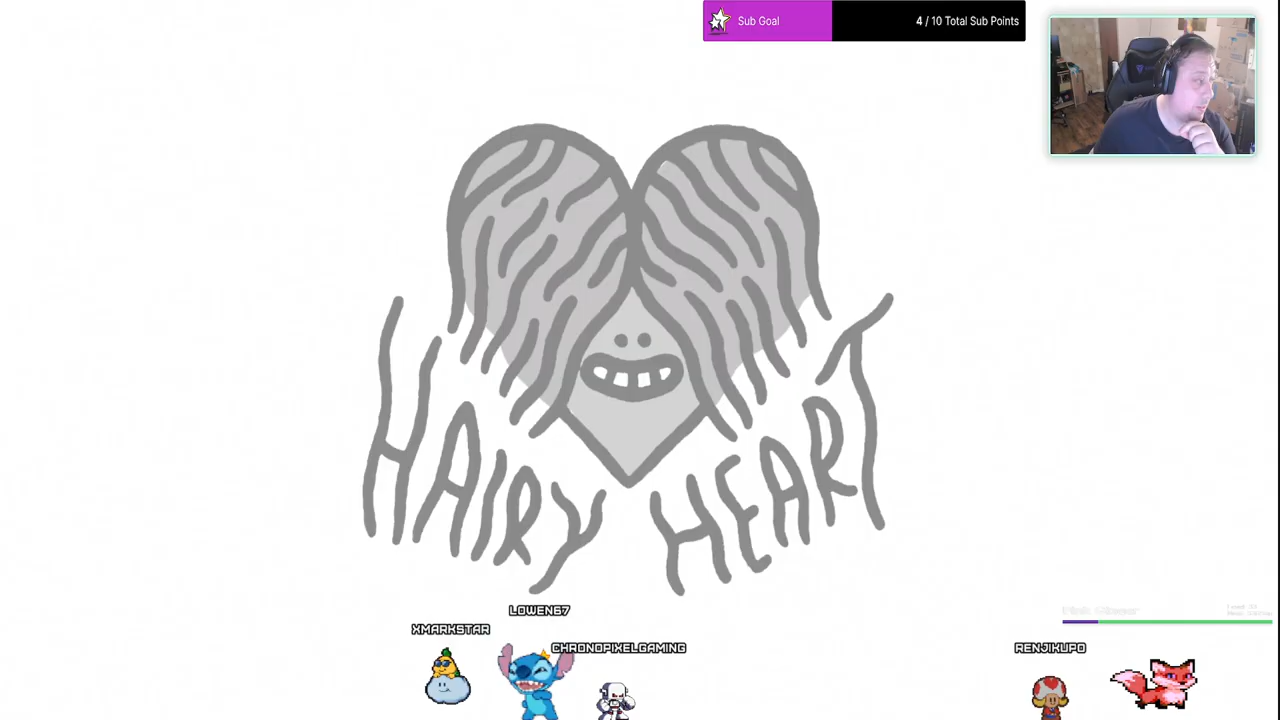 Sub Goal 4 / 10 Total Sub Points
HAIRY HEART
LOWEN67
XMARKSTAR
CHRONOPIXELGAMING
RENJIKUPO